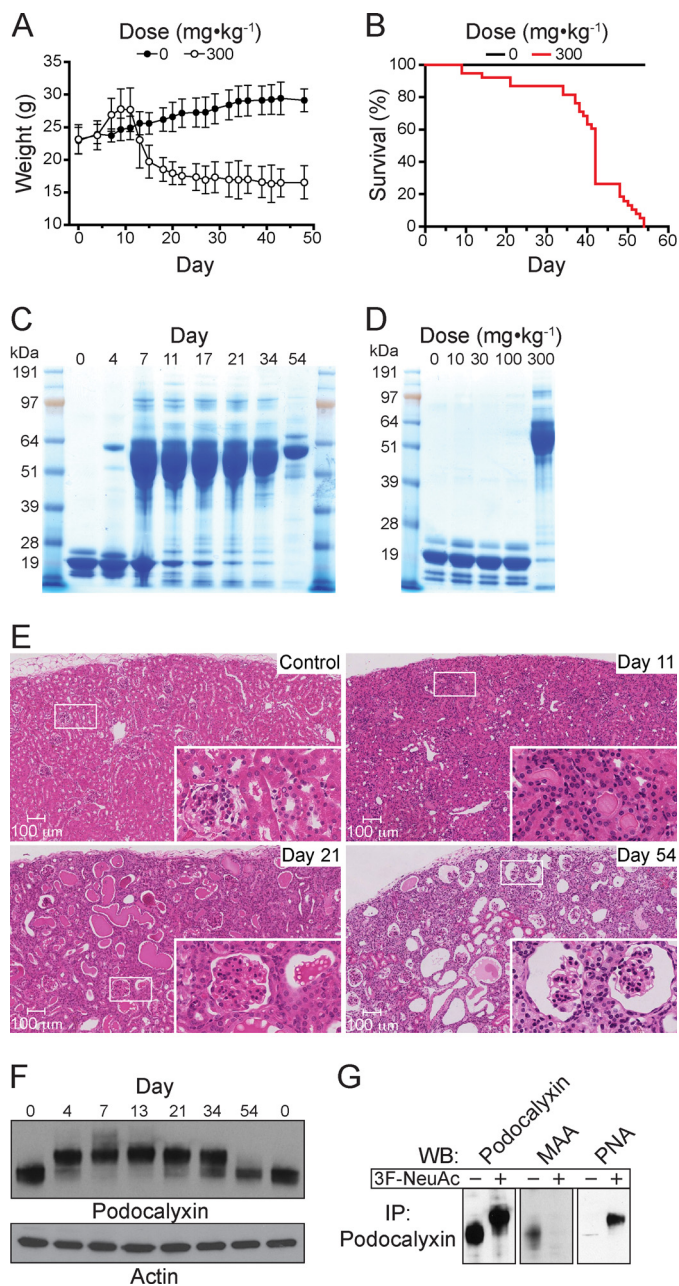 A
Dose (mg•kg⁻¹)
0 300
Weight (g)
35
30
25
20
15
10
0 10 20 30 40 50
Day
B
Dose (mg•kg⁻¹)
0 300
Survival (%)
100
80
60
40
20
0
0 10 20 30 40 50 60
Day
C
Day
kDa 0 4 7 11 17 21 34 54
191
97
64
51
39
28
19
D
Dose (mg•kg⁻¹)
kDa 0 10 30 100 300
191
97
64
51
39
28
19
E
Control
100 µm
Day 11
100 µm
Day 21
100 µm
Day 54
100 µm
F
Day
0 4 7 13 21 34 54 0
Podocalyxin
Actin
G
WB: Podocalyxin MAA PNA
3F-NeuAc − + − + − +
IP:
Podocalyxin